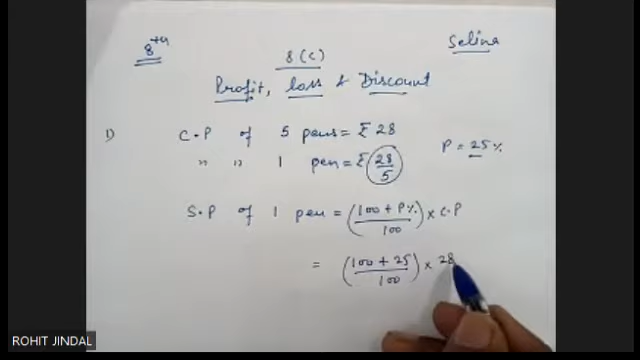 8th
8(c)
Selina
Profit, loss & Discount
1) C.P of 5 pens = ₹ 28
P = 25%
" " 1 pen = ₹ 28/5
S.P of 1 pen = (100 + P%/100) × C.P
= (100 + 25/100) × 28
ROHIT JINDAL